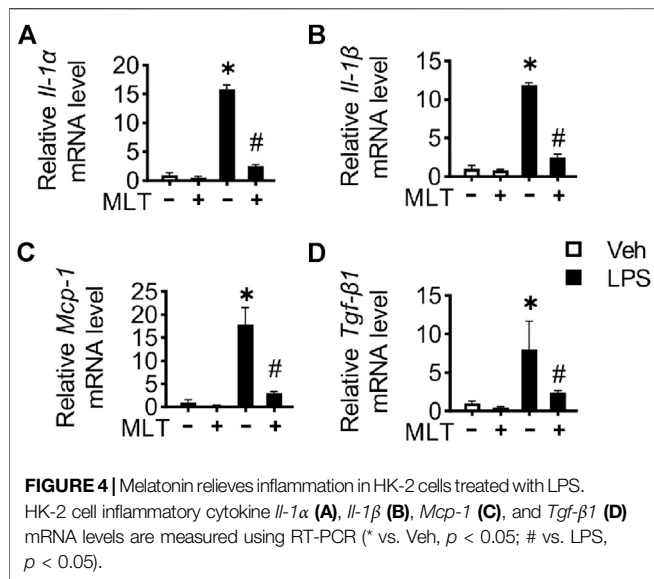 A
Relative Il-1α
mRNA level
20
15
10
5
0
*
#
MLT - + - +
B
Relative Il-1β
mRNA level
15
10
5
0
*
#
MLT - + - +
C
Relative Mcp-1
mRNA level
25
20
15
10
5
0
*
#
MLT - + - +
D
Relative Tgf-β1
mRNA level
15
10
5
0
*
#
MLT - + - +
Veh
LPS
FIGURE 4 | Melatonin relieves inflammation in HK-2 cells treated with LPS.
HK-2 cell inflammatory cytokine Il-1α (A), Il-1β (B), Mcp-1 (C), and Tgf-β1 (D)
mRNA levels are measured using RT-PCR (* vs. Veh, p < 0.05; # vs. LPS,
p < 0.05).